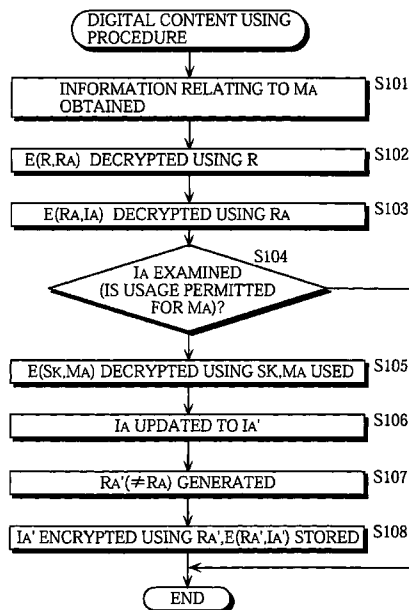 DIGITAL CONTENT USING
PROCEDURE
S101
INFORMATION RELATING TO MA
OBTAINED
S102
E(R,RA) DECRYPTED USING R
S103
E(RA,IA) DECRYPTED USING RA
S104
IA EXAMINED
(IS USAGE PERMITTED
FOR MA)?
S105
E(SK,MA) DECRYPTED USING SK,MA USED
S106
IA UPDATED TO IA'
S107
RA'(≠RA) GENERATED
S108
IA' ENCRYPTED USING RA',E(RA',IA') STORED
END